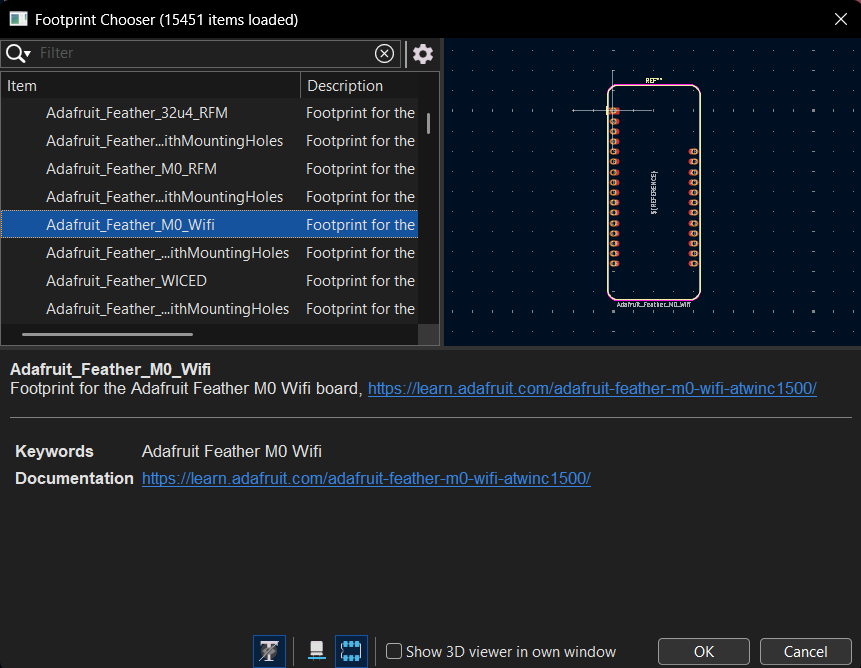 Footprint Chooser (15451 items loaded)
Filter
Item Description
Adafruit_Feather_32u4_RFM Footprint for the
Adafruit_Feather...ithMountingHoles Footprint for the
Adafruit_Feather_M0_RFM Footprint for the
Adafruit_Feather...ithMountingHoles Footprint for the
Adafruit_Feather_M0_Wifi Footprint for the
Adafruit_Feather_...ithMountingHoles Footprint for the
Adafruit_Feather_WICED Footprint for the
Adafruit_Feather_...ithMountingHoles Footprint for the
REF**
${REFERENCE}
Adafruit_Feather_M0_Wifi
Adafruit_Feather_M0_Wifi
Footprint for the Adafruit Feather M0 Wifi board, https://learn.adafruit.com/adafruit-feather-m0-wifi-atwinc1500/
Keywords Adafruit Feather M0 Wifi
Documentation https://learn.adafruit.com/adafruit-feather-m0-wifi-atwinc1500/
Show 3D viewer in own window
OK
Cancel